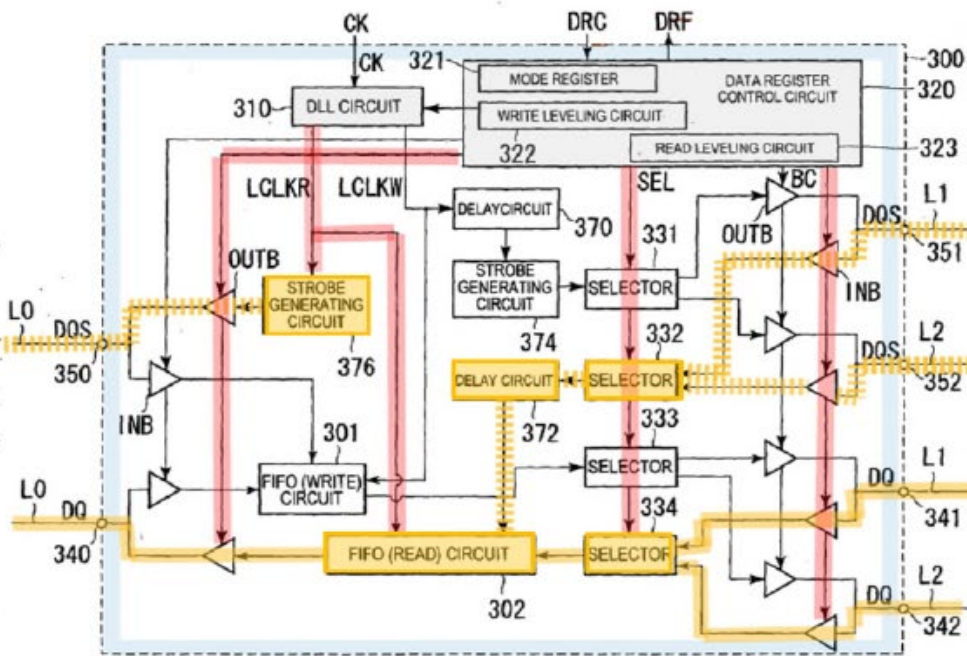 CK
DRC
DRF
300
CK
321
MODE REGISTER
DATA REGISTER
CONTROL CIRCUIT
320
310
DLL CIRCUIT
WRITE LEVELING CIRCUIT
322
READ LEVELING CIRCUIT
323
LCLKR
LCLKW
SEL
BC
DELAY CIRCUIT
370
OUTB
331
DQS
L1
351
OUTB
STROBE
GENERATING
CIRCUIT
376
STROBE
GENERATING
CIRCUIT
374
SELECTOR
INB
L0
DQS
350
332
DQS
L2
352
DELAY CIRCUIT
372
SELECTOR
INB
301
333
FIFO (WRITE)
CIRCUIT
SELECTOR
L0
DQ
340
334
DQ
L1
341
FIFO (READ) CIRCUIT
302
SELECTOR
DQ
L2
342